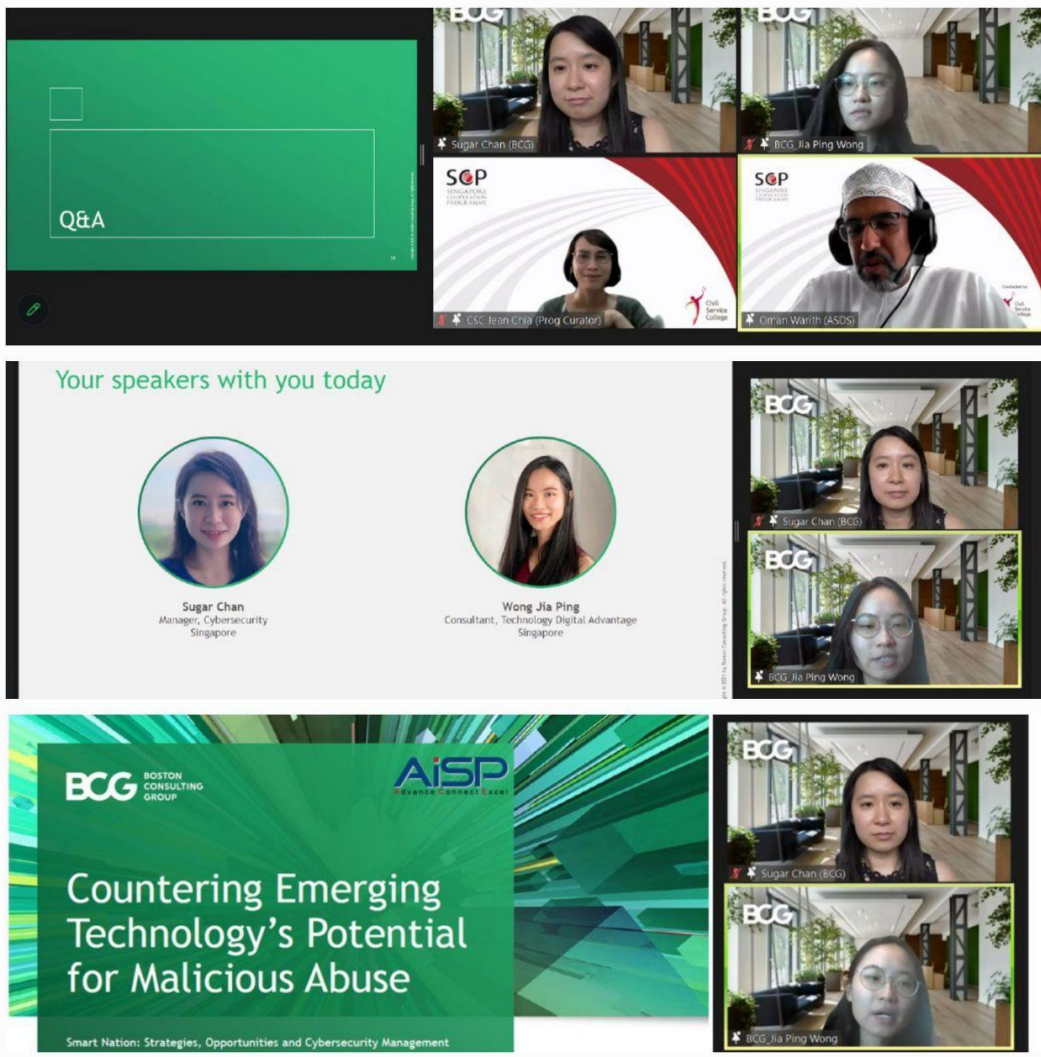 BCG
BCG
Sugar Chan (BCG)
BCG_Jia Ping Wong
Q&A
SCP
SINGAPORE
COOPERATION
PROGRAMME
Civil
Service
College
CSC Jean Chia (Prog Curator)
SCP
SINGAPORE
COOPERATION
PROGRAMME
Conducted by
Civil
Service
College
Oman Warith (ASDS)
Your speakers with you today
Sugar Chan
Manager, Cybersecurity
Singapore
Wong Jia Ping
Consultant, Technology Digital Advantage
Singapore
BCG
Sugar Chan (BCG)
BCG
BCG_Jia Ping Wong
BCG
BOSTON
CONSULTING
GROUP
AiSP
Advance Connect Excel
Countering Emerging
Technology’s Potential
for Malicious Abuse
Smart Nation: Strategies, Opportunities and Cybersecurity Management
BCG
Sugar Chan (BCG)
BCG
BCG_Jia Ping Wong